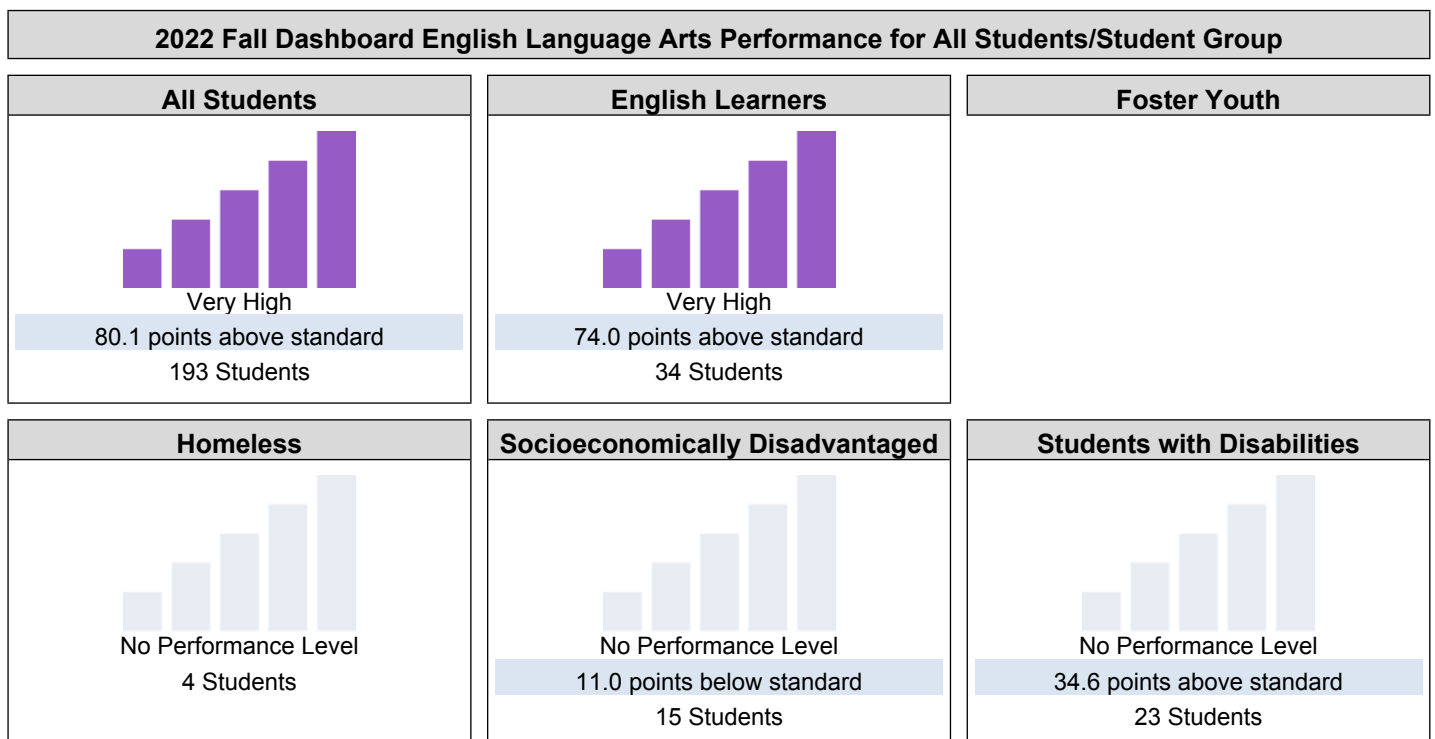 2022 Fall Dashboard English Language Arts Performance for All Students/Student Group
All Students
Very High
80.1 points above standard
193 Students
English Learners
Very High
74.0 points above standard
34 Students
Foster Youth
Homeless
No Performance Level
4 Students
Socioeconomically Disadvantaged
No Performance Level
11.0 points below standard
15 Students
Students with Disabilities
No Performance Level
34.6 points above standard
23 Students